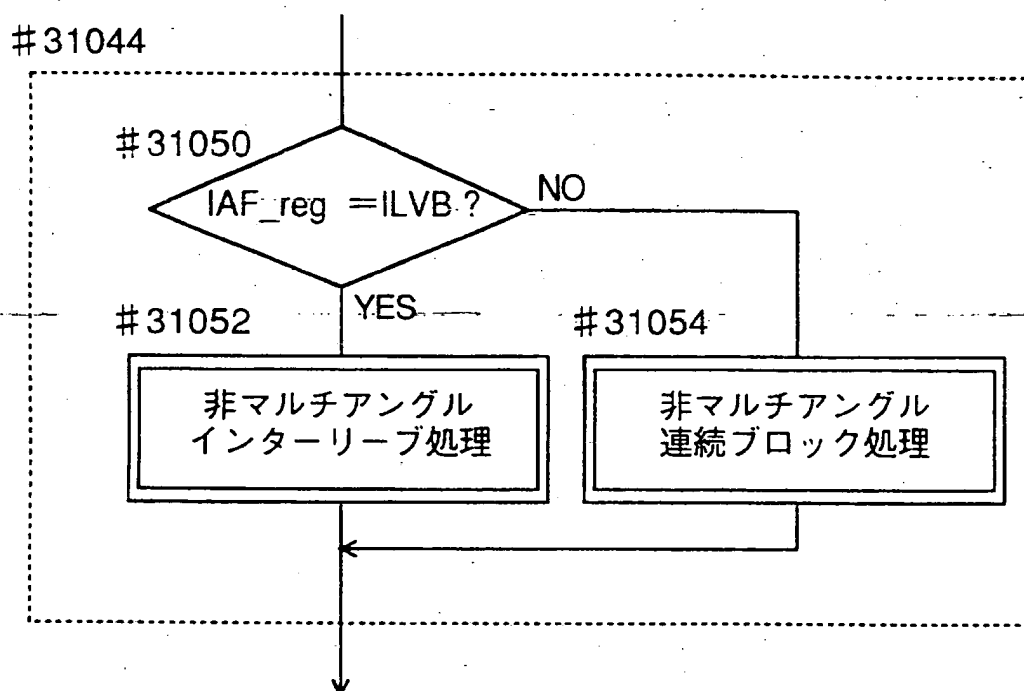 #31044
#31050
IAF_reg =ILVB ?
NO
YES
#31052
#31054
非マルチアングル
インターリーブ処理
非マルチアングル
連続ブロック処理